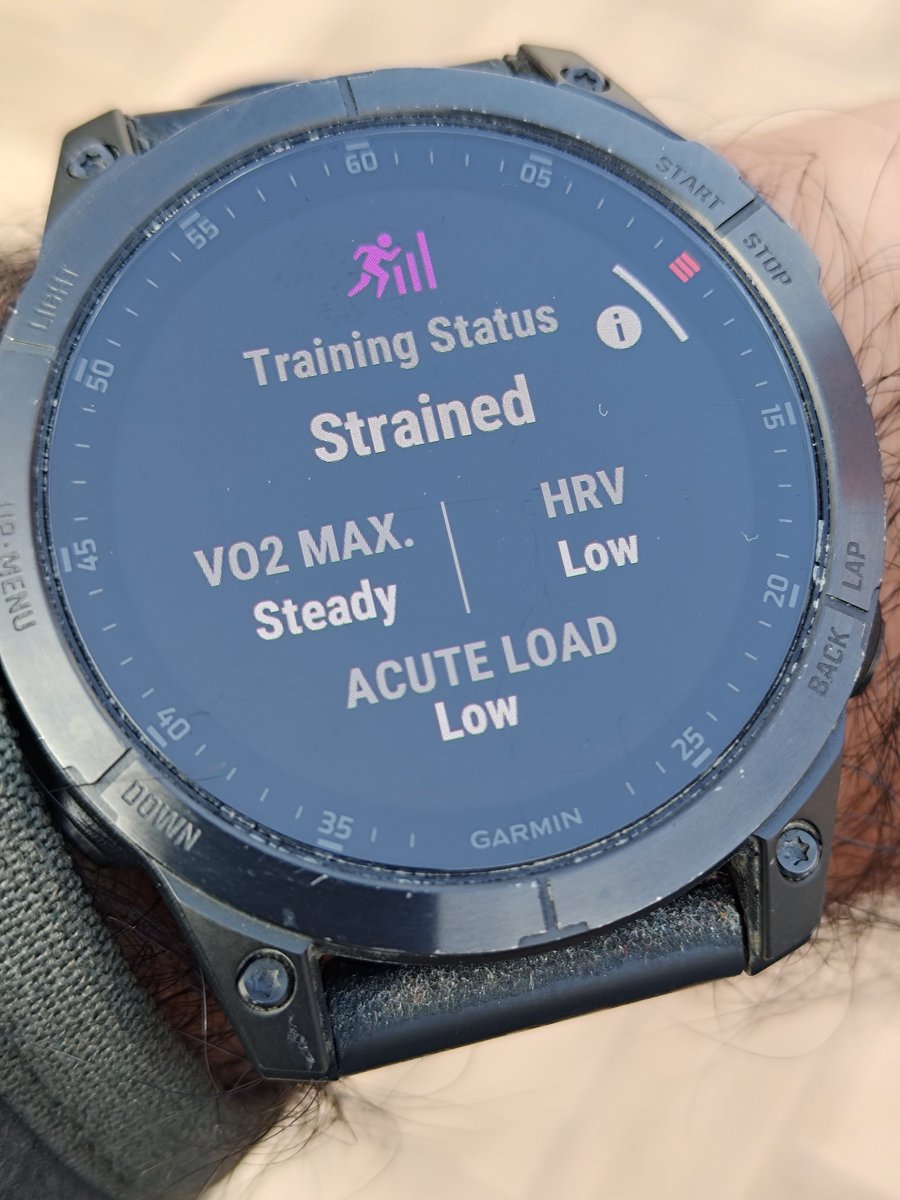 60
05
START
STOP
55
LIGHT
i
50
Training Status
Strained
15
VO2 MAX.
Steady
HRV
Low
45
UP·MENU
20
LAP
BACK
ACUTE LOAD
Low
40
25
DOWN
35
GARMIN